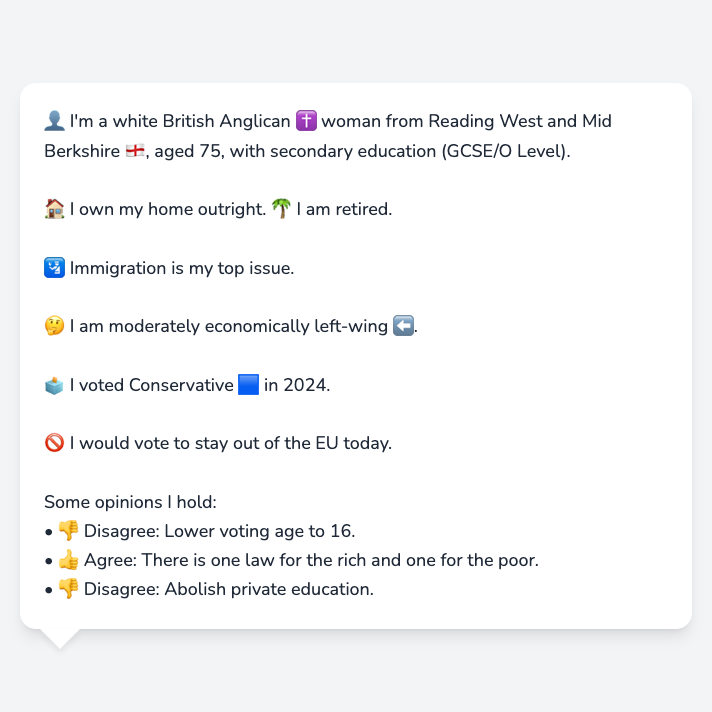 👤 I'm a white British Anglican ✝️ woman from Reading West and Mid
Berkshire 🏴󠁧󠁢󠁥󠁮󠁧󠁿, aged 75, with secondary education (GCSE/O Level).
🏠 I own my home outright. 🌴 I am retired.
🛂 Immigration is my top issue.
🤔 I am moderately economically left-wing ⬅️.
🗳️ I voted Conservative 🟦 in 2024.
🚫 I would vote to stay out of the EU today.
Some opinions I hold:
• 👎 Disagree: Lower voting age to 16.
• 👍 Agree: There is one law for the rich and one for the poor.
• 👎 Disagree: Abolish private education.